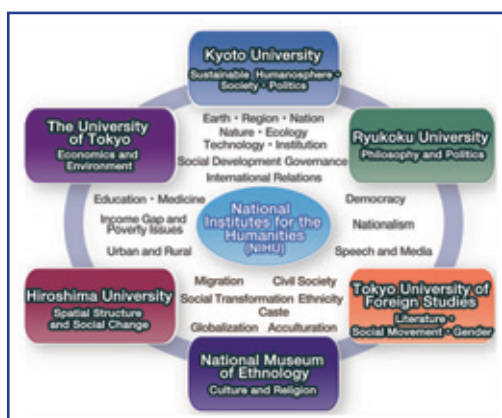 Kyoto University
Sustainable Humanosphere・
Society・Politics
The University
of Tokyo
Economics and
Environment
Earth・Region・Nation
Nature・Ecology
Technology・Institution
Social Development Governance
International Relations
Ryukoku University
Philosophy and Politics
Education・Medicine
Income Gap and
Poverty Issues
Urban and Rural
National
Institutes for the
Humanities
(NIHU)
Democracy
Nationalism
Speech and Media
Hiroshima University
Spatial Structure
and Social Change
Migration Civil Society
Social Transformation Ethnicity
Caste
Globalization Acculturation
Tokyo University of
Foreign Studies
Literature・
Social Movement・Gender
National Museum
of Ethnology
Culture and Religion